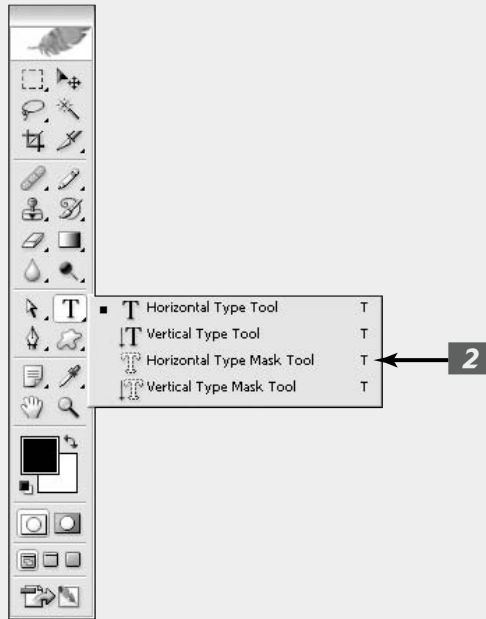 Horizontal Type Tool T
Vertical Type Tool T
Horizontal Type Mask Tool T
2
Vertical Type Mask Tool T